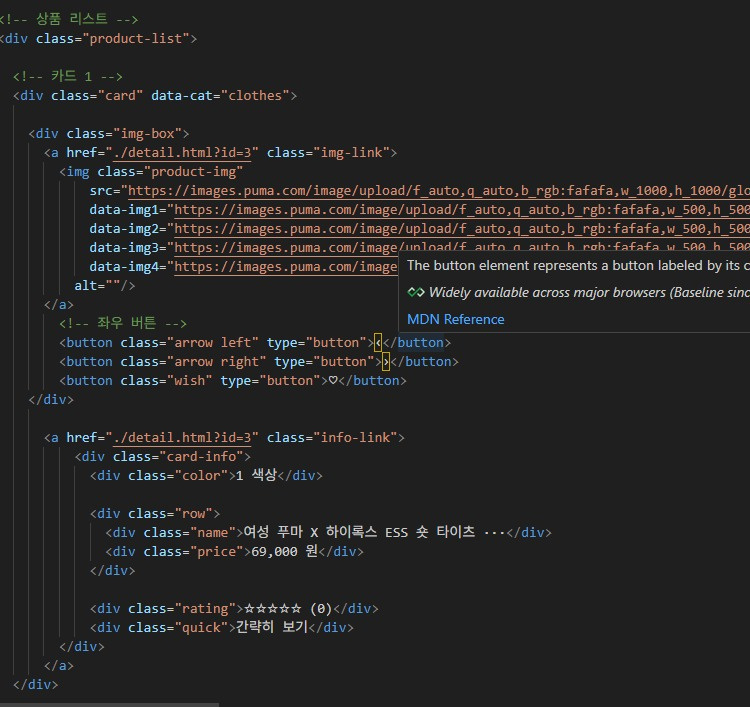 <!-- 상품 리스트 -->
<div class="product-list">
<!-- 카드 1 -->
<div class="card" data-cat="clothes">
<div class="img-box">
<a href="./detail.html?id=3" class="img-link">
<img class="product-img"
src="https://images.puma.com/image/upload/f_auto,q_auto,b_rgb:fafafa,w_1000,h_1000/glo
data-img1="https://images.puma.com/image/upload/f_auto,q_auto,b_rgb:fafafa,w_500,h_500
data-img2="https://images.puma.com/image/upload/f_auto,q_auto,b_rgb:fafafa,w_500,h_500
data-img3="https://images.puma.com/image/upload/f_auto,q_auto,b_rgb:fafafa,w_500,h_500
data-img4="https://images.puma.com/image
The button element represents a button labeled by its c
alt=""/>
Widely available across major browsers (Baseline sinc
</a>
MDN Reference
<!-- 좌우 버튼 -->
<button class="arrow left" type="button">‹</button>
<button class="arrow right" type="button">›</button>
<button class="wish" type="button">♡</button>
</div>
<a href="./detail.html?id=3" class="info-link">
<div class="card-info">
<div class="color">1 색상</div>
<div class="row">
<div class="name">여성 푸마 X 하이록스 ESS 숏 타이츠 ···</div>
<div class="price">69,000 원</div>
</div>
<div class="rating">☆☆☆☆☆ (0)</div>
<div class="quick">간략히 보기</div>
</div>
</a>
</div>